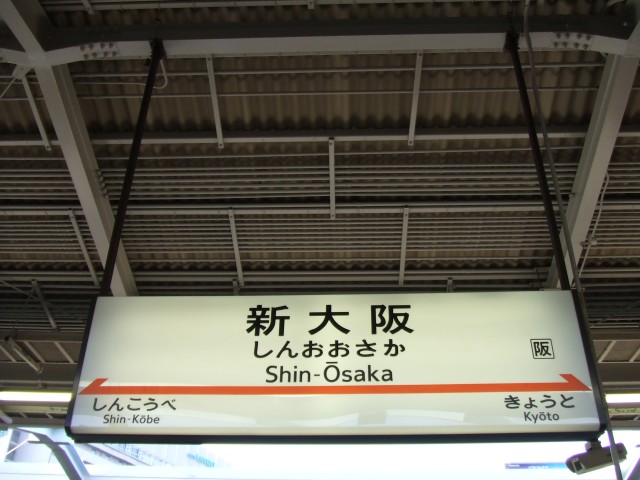 新大阪
しんおおさか
Shin-Ōsaka
阪
しんこうべ
Shin-Kōbe
きょうと
Kyōto